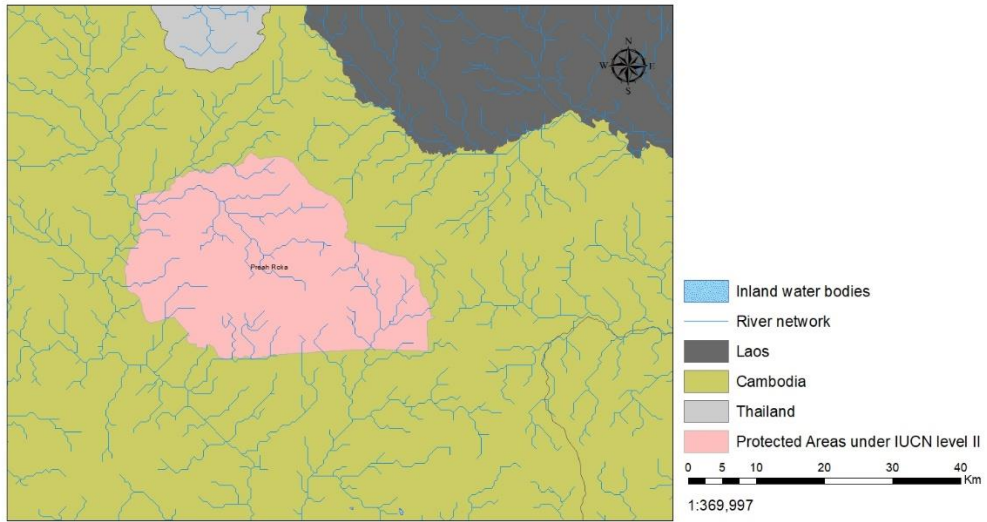 N
W E
S
Preah Roka
Inland water bodies
River network
Laos
Cambodia
Thailand
Protected Areas under IUCN level II
0 5 10 20 30 40
Km
1:369,997